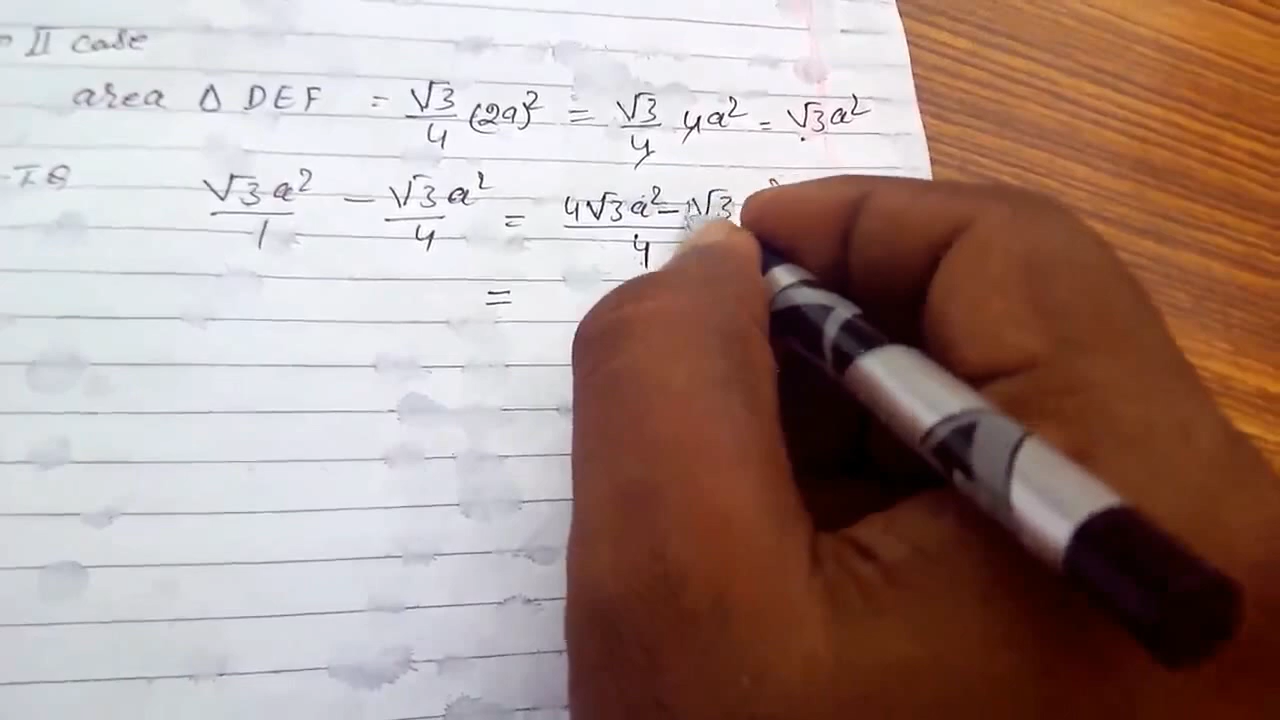 II case
area Δ DEF = √3/4 (2a)² = √3/4 4a² = √3a²
√3a²/1 - √3a²/4 = 4√3a² - 1√3/4
=